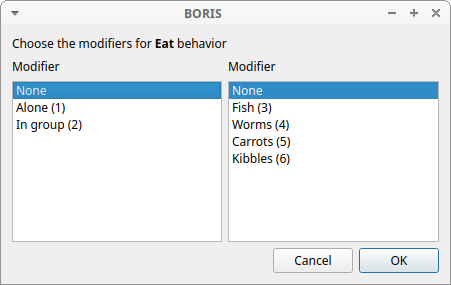 BORIS
Choose the modifiers for Eat behavior
Modifier
None
Alone (1)
In group (2)
Modifier
None
Fish (3)
Worms (4)
Carrots (5)
Kibbles (6)
Cancel
OK